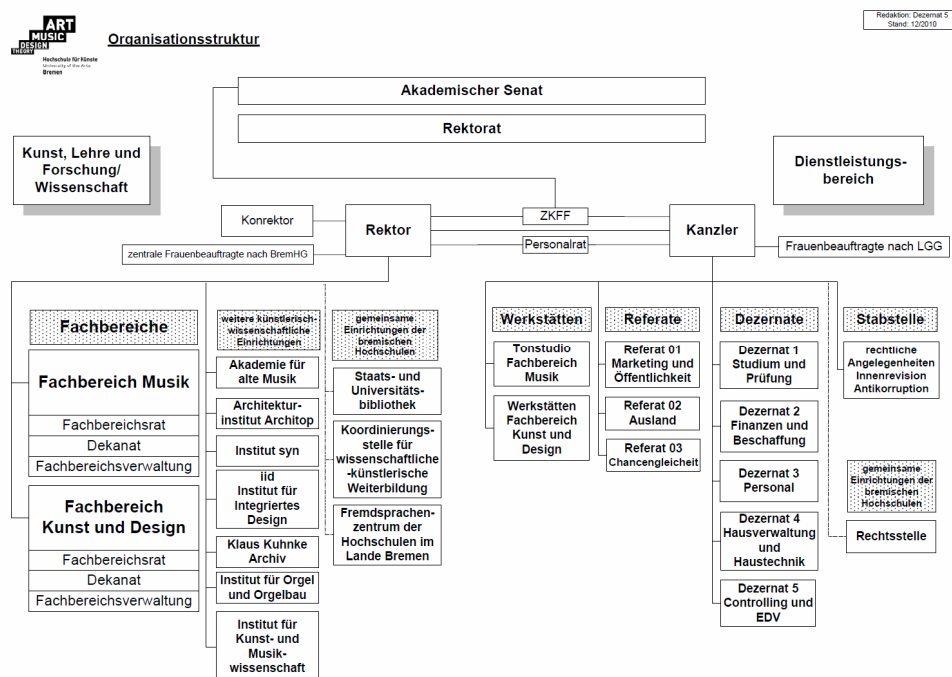 ART
MUSIC
DESIGN
THEORY
Hochschule für Künste
University of the Arts
Bremen
Organisationsstruktur
Redaktion: Dezernat 5
Stand: 12/2010
Akademischer Senat
Rektorat
Kunst, Lehre und
Forschung/
Wissenschaft
Dienstleistungs-
bereich
Konrektor
Rektor
ZKFF
Kanzler
Personalrat
zentrale Frauenbeauftragte nach BremHG
Frauenbeauftragte nach LGG
Fachbereiche
Fachbereich Musik
Fachbereichsrat
Dekanat
Fachbereichsverwaltung
Fachbereich
Kunst und Design
Fachbereichsrat
Dekanat
Fachbereichsverwaltung
weitere künstlerisch-
wissenschaftliche
Einrichtungen
Akademie für
alte Musik
Architektur-
institut Architop
Institut syn
iid
Institut für
Integriertes
Design
Klaus Kuhnke
Archiv
Institut für Orgel
und Orgelbau
Institut für
Kunst- und
Musik-
wissenschaft
gemeinsame
Einrichtungen der
bremischen
Hochschulen
Staats- und
Universitäts-
bibliothek
Koordinierungs-
stelle für
wissenschaftliche
-künstlerische
Weiterbildung
Fremdsprachen-
zentrum der
Hochschulen im
Lande Bremen
Werkstätten
Tonstudio
Fachbereich
Musik
Werkstätten
Fachbereich
Kunst und
Design
Referate
Referat 01
Marketing und
Öffentlichkeit
Referat 02
Ausland
Referat 03
Chancengleicheit
Dezernate
Dezernat 1
Studium und
Prüfung
Dezernat 2
Finanzen und
Beschaffung
Dezernat 3
Personal
Dezernat 4
Hausverwaltung
und
Haustechnik
Dezernat 5
Controlling und
EDV
Stabstelle
rechtliche
Angelegenheiten
Innenrevision
Antikorruption
gemeinsame
Einrichtungen der
bremischen
Hochschulen
Rechtsstelle